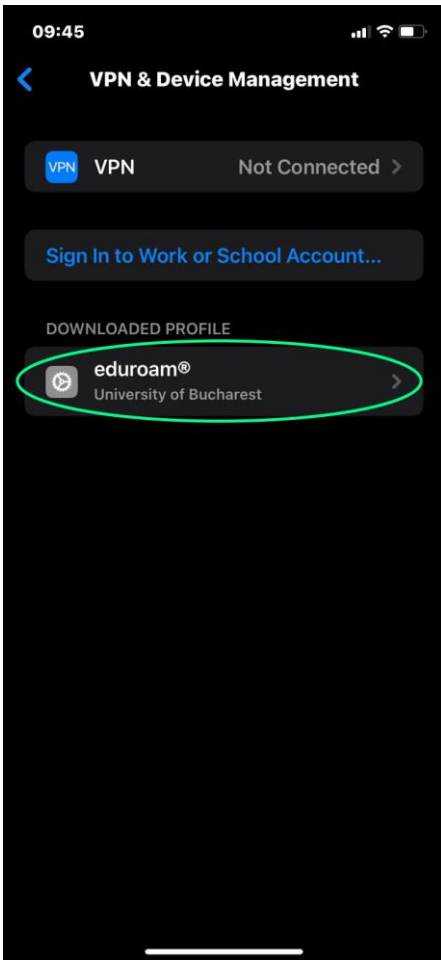 09:45
VPN & Device Management
VPN VPN Not Connected
Sign In to Work or School Account...
DOWNLOADED PROFILE
eduroam®
University of Bucharest